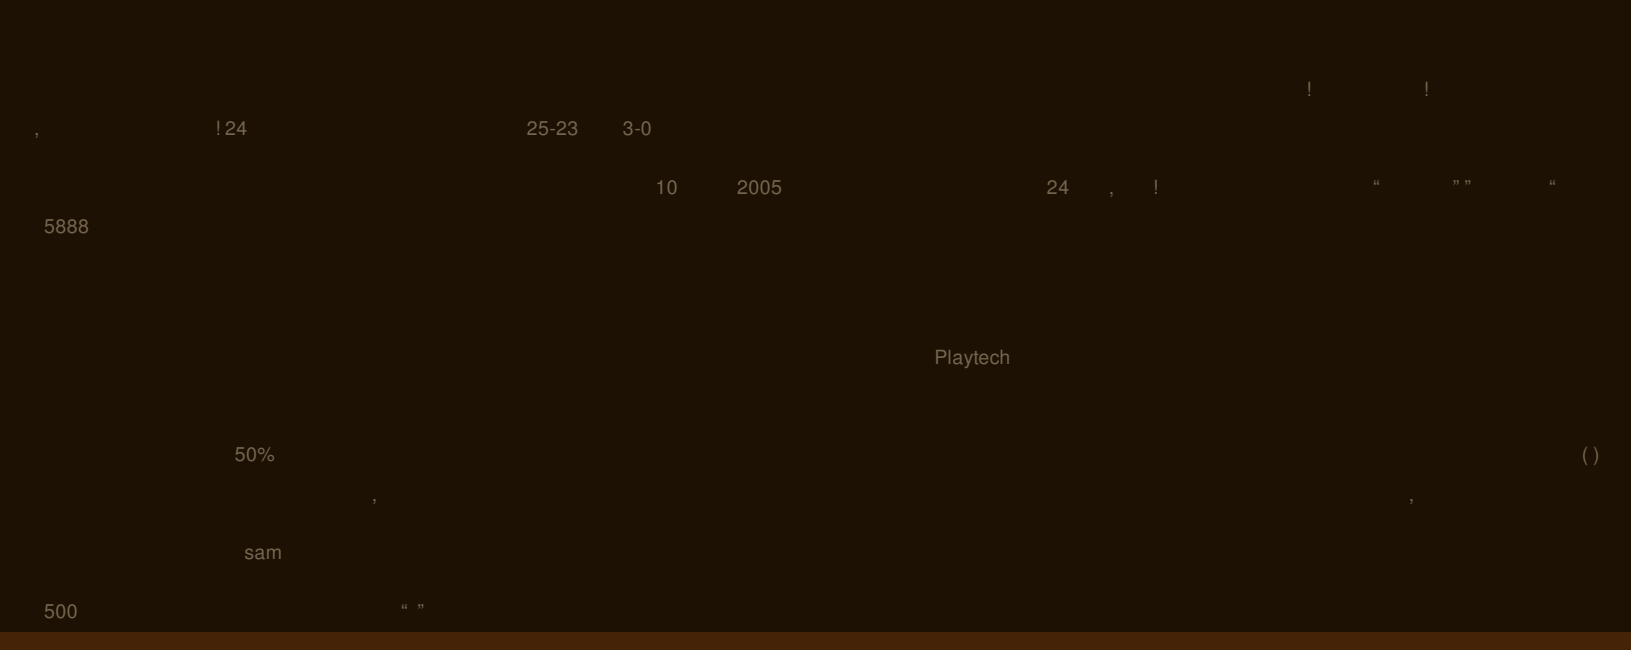 ! !
, ! 24 25-23 3-0
10 2005 24 , ! “ ” ” “
5888
Playtech
50% ( )
, ,
sam
500 “ ”